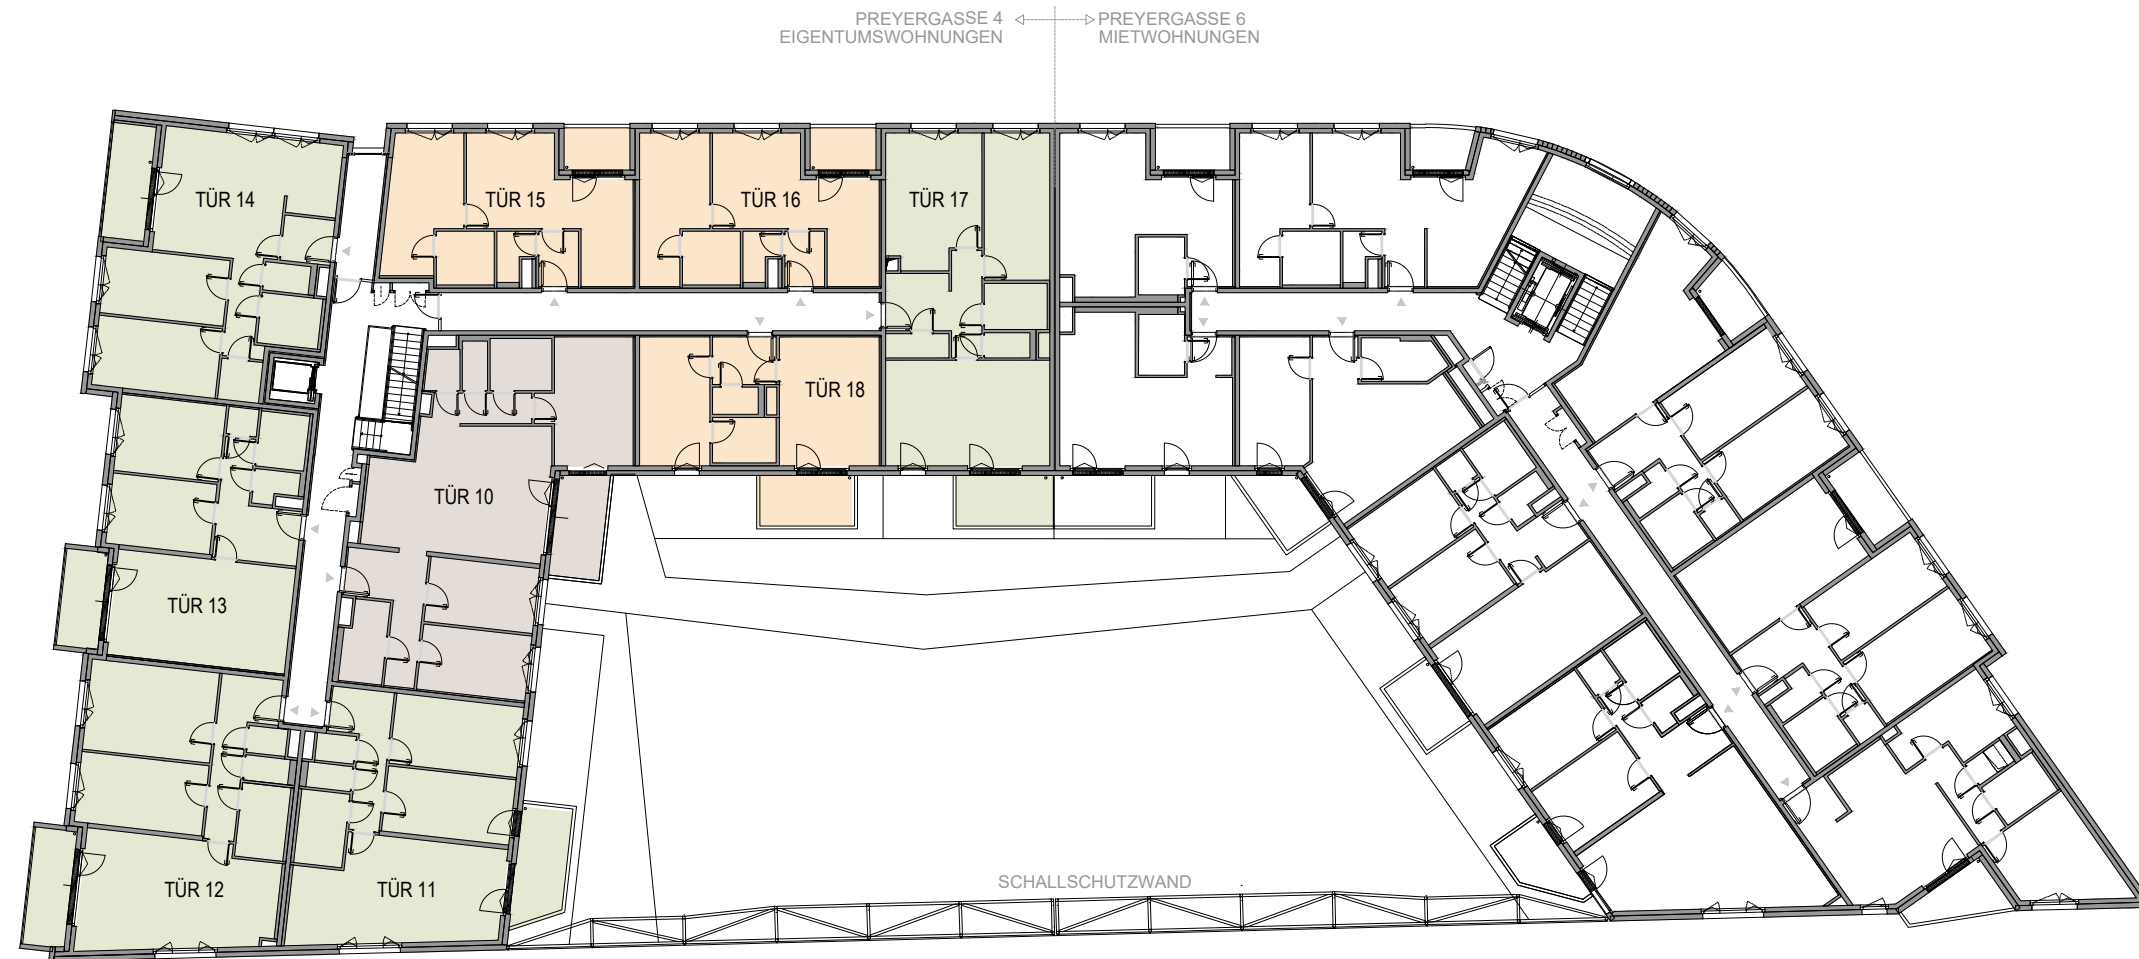 PREYERGASSE 4
EIGENTUMSWOHNUNGEN
PREYERGASSE 6
MIETWOHNUNGEN
TÜR 14
TÜR 15
TÜR 16
TÜR 17
TÜR 18
TÜR 10
TÜR 13
TÜR 12
TÜR 11
SCHALLSCHUTZWAND